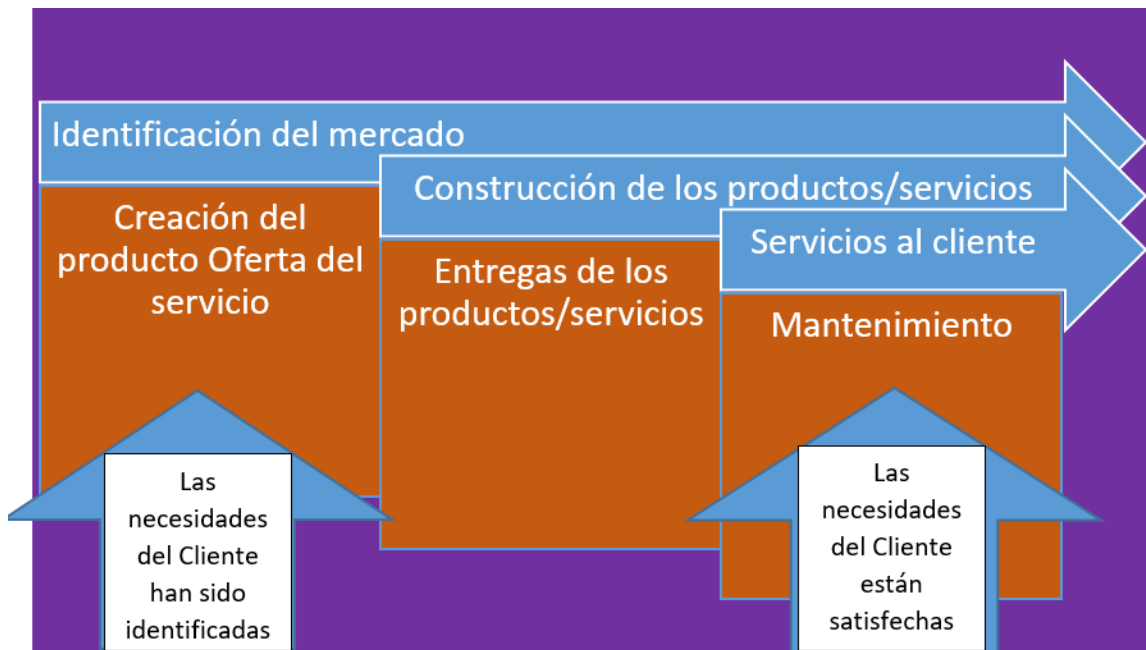 Identificación del mercado
Construcción de los productos/servicios
Servicios al cliente
Creación del
producto Oferta del
servicio
Entregas de los
productos/servicios
Mantenimiento
Las
necesidades
del Cliente
han sido
identificadas
Las
necesidades
del Cliente
están
satisfechas